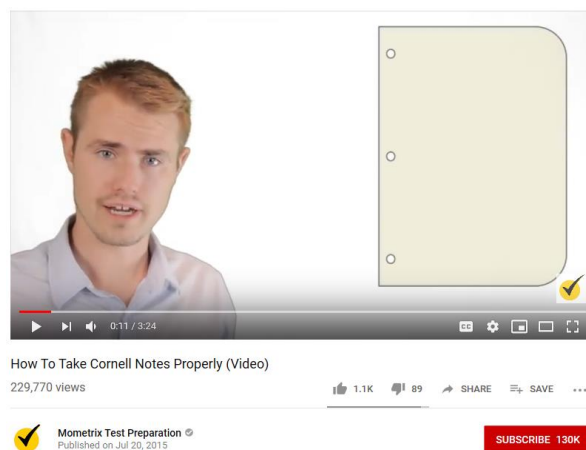 0:11 / 3:24
CC
How To Take Cornell Notes Properly (Video)
229,770 views
1.1K 89 SHARE SAVE
Mometrix Test Preparation
Published on Jul 20, 2015
SUBSCRIBE 130K